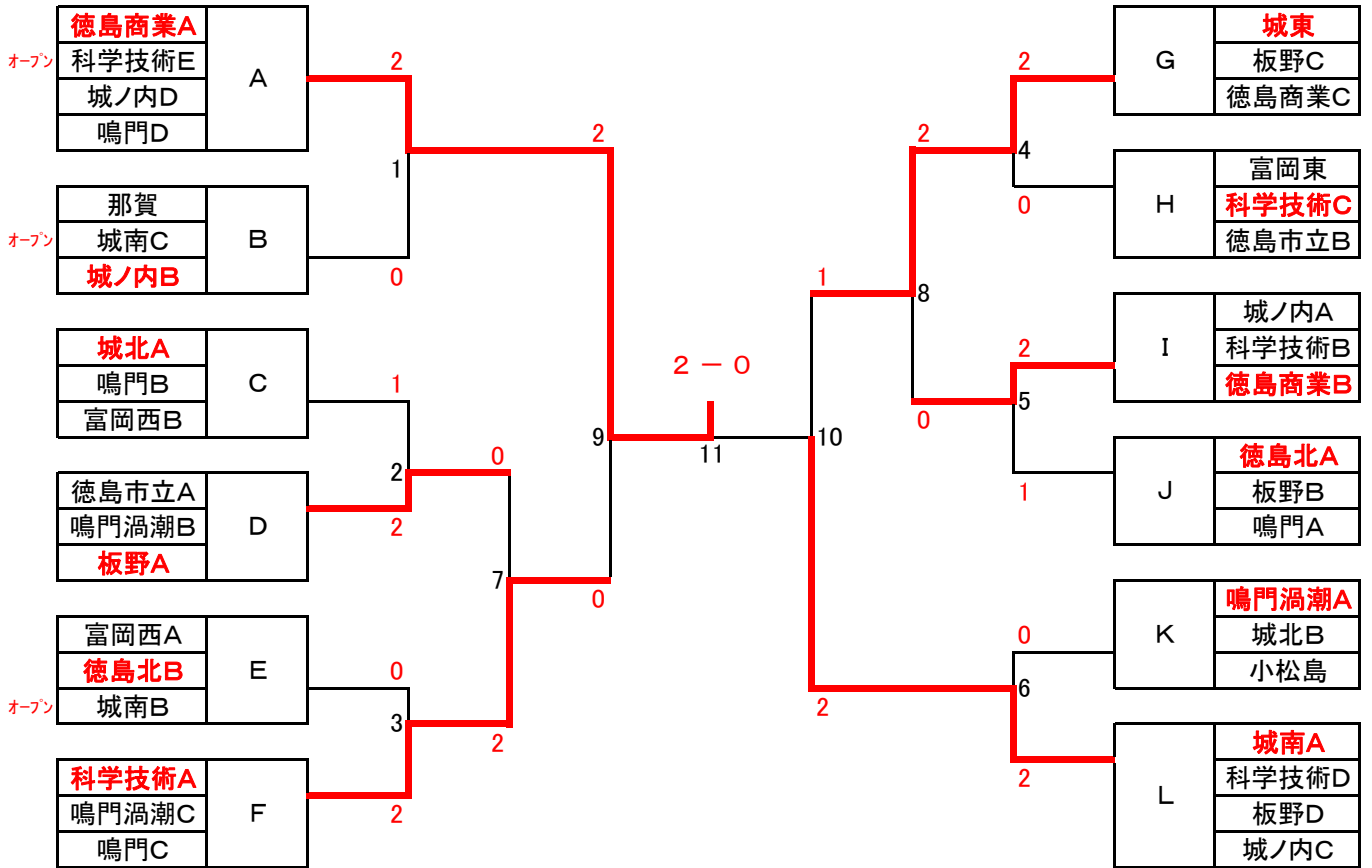 徳島商業A
オープン 科学技術E
城ノ内D
鳴門D
A
2
1
オープン
那賀
城南C
城ノ内B
B
0
2
城北A
鳴門B
富岡西B
C
1
2
徳島市立A
鳴門渦潮B
板野A
D
2
0
7
富岡西A
徳島北B
オープン 城南B
E
0
3
科学技術A
鳴門渦潮C
鳴門C
F
2
2
0
9
2 － 0
11
10
1
2
2
8
0
2
4
0
2
5
1
0
6
2
G
城東
板野C
徳島商業C
H
富岡東
科学技術C
徳島市立B
I
城ノ内A
科学技術B
徳島商業B
J
徳島北A
板野B
鳴門A
K
鳴門渦潮A
城北B
小松島
L
城南A
科学技術D
板野D
城ノ内C